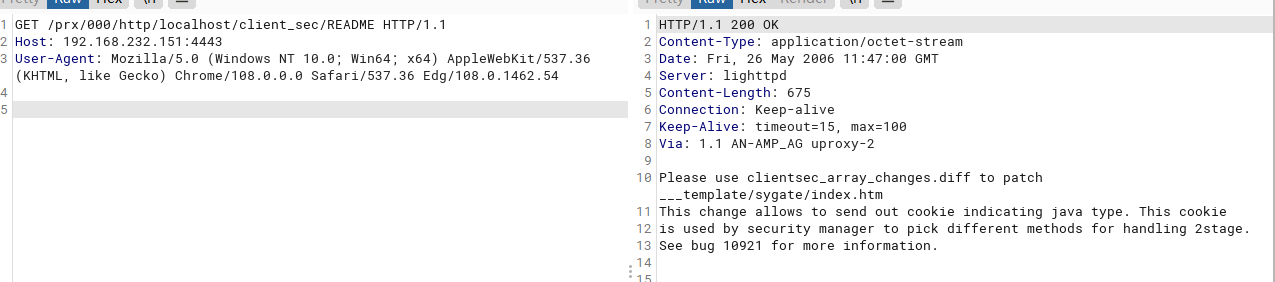 Pretty Raw Hex \n
1 GET /prx/000/http/localhost/client_sec/README HTTP/1.1
2 Host: 192.168.232.151:4443
3 User-Agent: Mozilla/5.0 (Windows NT 10.0; Win64; x64) AppleWebKit/537.36
(KHTML, like Gecko) Chrome/108.0.0.0 Safari/537.36 Edg/108.0.1462.54
4
5
Pretty Raw Hex Render \n
1 HTTP/1.1 200 OK
2 Content-Type: application/octet-stream
3 Date: Fri, 26 May 2006 11:47:00 GMT
4 Server: lighttpd
5 Content-Length: 675
6 Connection: Keep-alive
7 Keep-Alive: timeout=15, max=100
8 Via: 1.1 AN-AMP_AG uproxy-2
9
10 Please use clientsec_array_changes.diff to patch
___template/sygate/index.htm
11 This change allows to send out cookie indicating java type. This cookie
12 is used by security manager to pick different methods for handling 2stage.
13 See bug 10921 for more information.
14
15